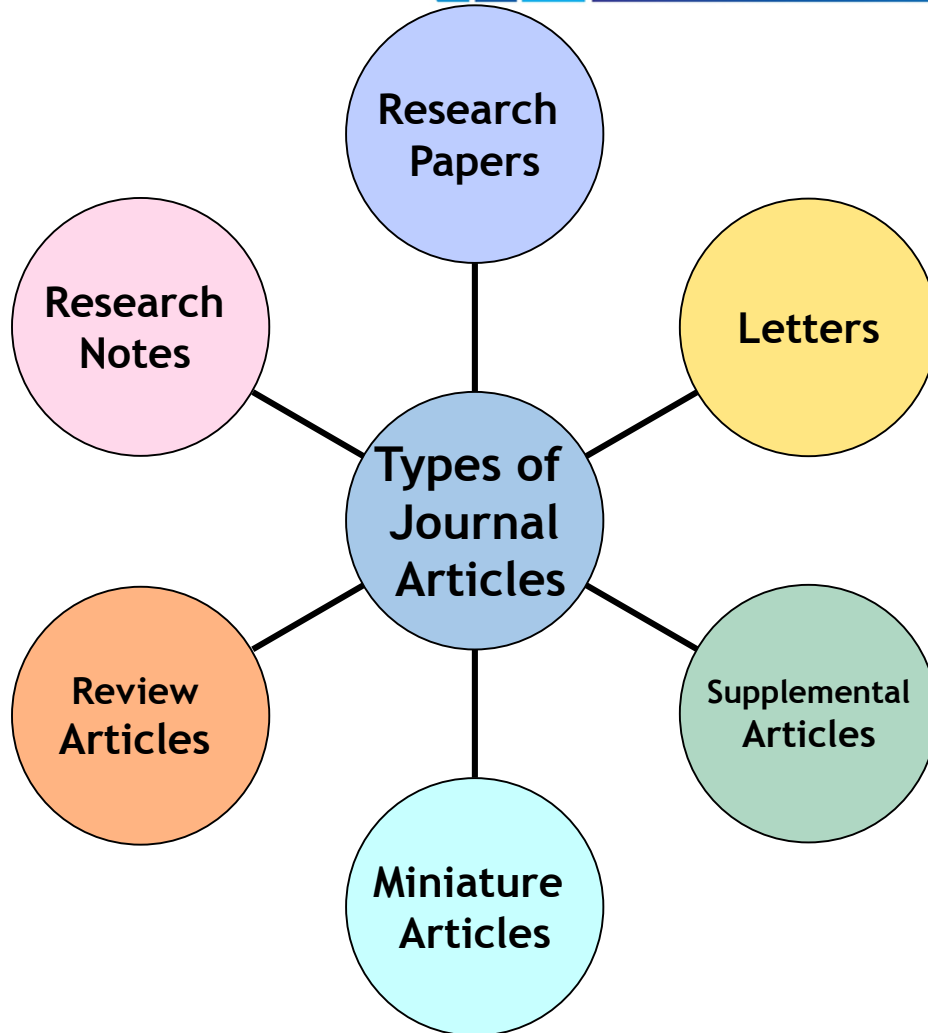 Research
Papers
Research
Notes
Letters
Types of
Journal
Articles
Review
Articles
Supplemental
Articles
Miniature
Articles